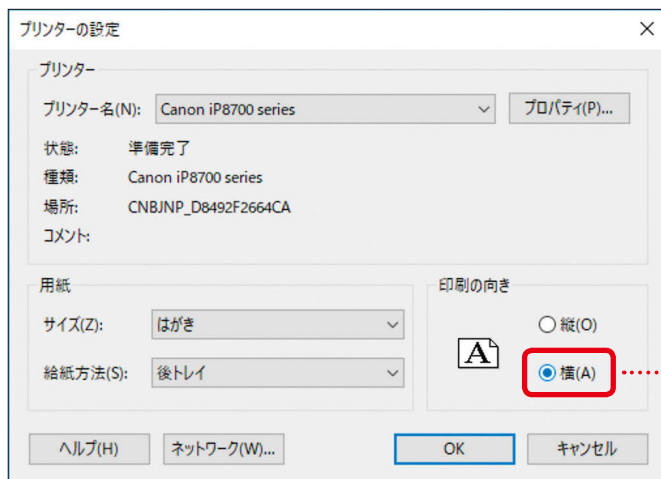 プリンターの設定
プリンター
プリンター名(N): Canon iP8700 series プロパティ(P)...
状態: 準備完了
種類: Canon iP8700 series
場所: CNBJNP_D8492F2664CA
コメント:
用紙
サイズ(Z): はがき
給紙方法(S): 後トレイ
印刷の向き
A
縦(O)
横(A)
ヘルプ(H) ネットワーク(W)... OK キャンセル